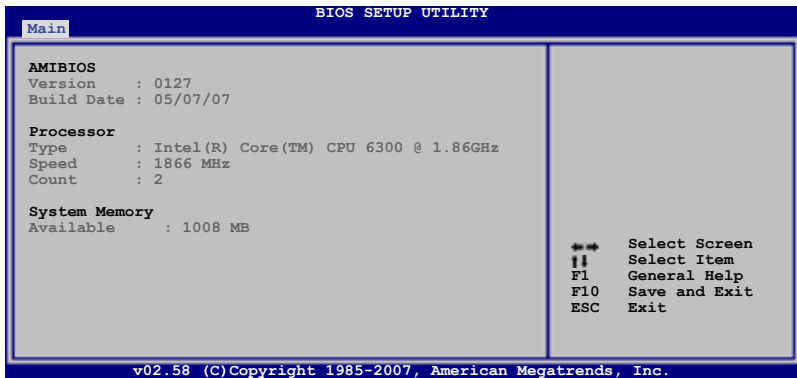 BIOS SETUP UTILITY
Main
AMIBIOS
Version : 0127
Build Date : 05/07/07
Processor
Type : Intel(R) Core(TM) CPU 6300 @ 1.86GHz
Speed : 1866 MHz
Count : 2
System Memory
Available : 1008 MB
←→ Select Screen
↑↓ Select Item
F1 General Help
F10 Save and Exit
ESC Exit
v02.58 (C)Copyright 1985-2007, American Megatrends, Inc.